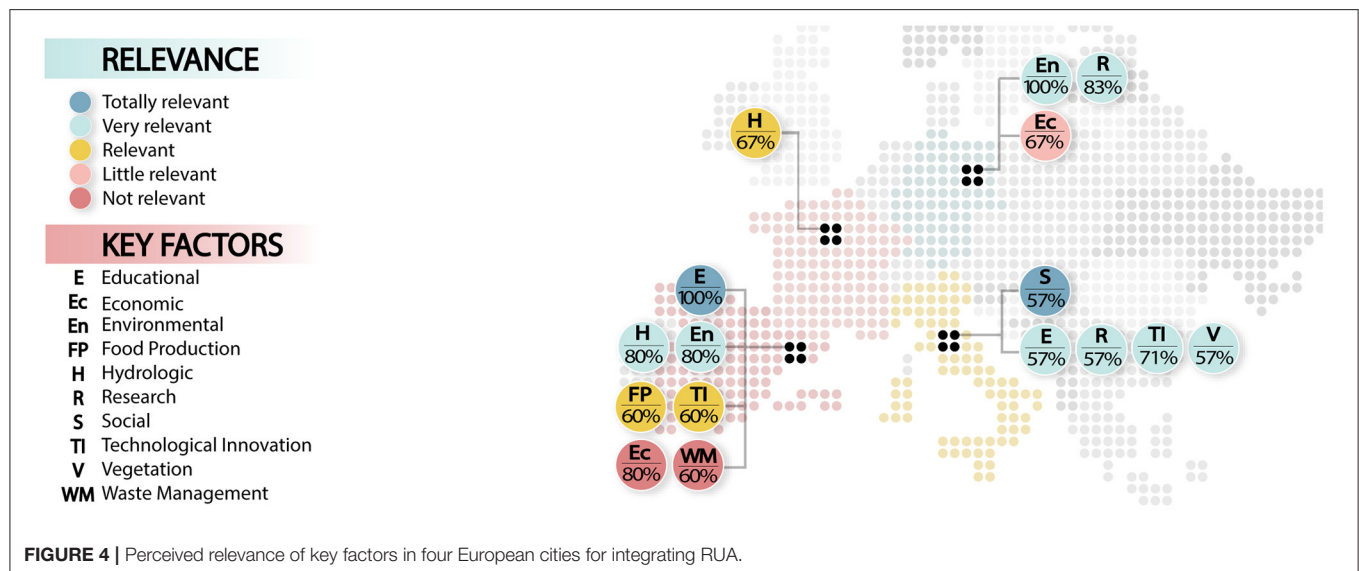 RELEVANCE
Totally relevant
Very relevant
Relevant
Little relevant
Not relevant
KEY FACTORS
E Educational
Ec Economic
En Environmental
FP Food Production
H Hydrologic
R Research
S Social
TI Technological Innovation
V Vegetation
WM Waste Management
H
67%
En R
100% 83%
Ec
67%
E
100%
H En
80% 80%
FP TI
60% 60%
Ec WM
80% 60%
S
57%
E R TI V
57% 57% 71% 57%
FIGURE 4 | Perceived relevance of key factors in four European cities for integrating RUA.